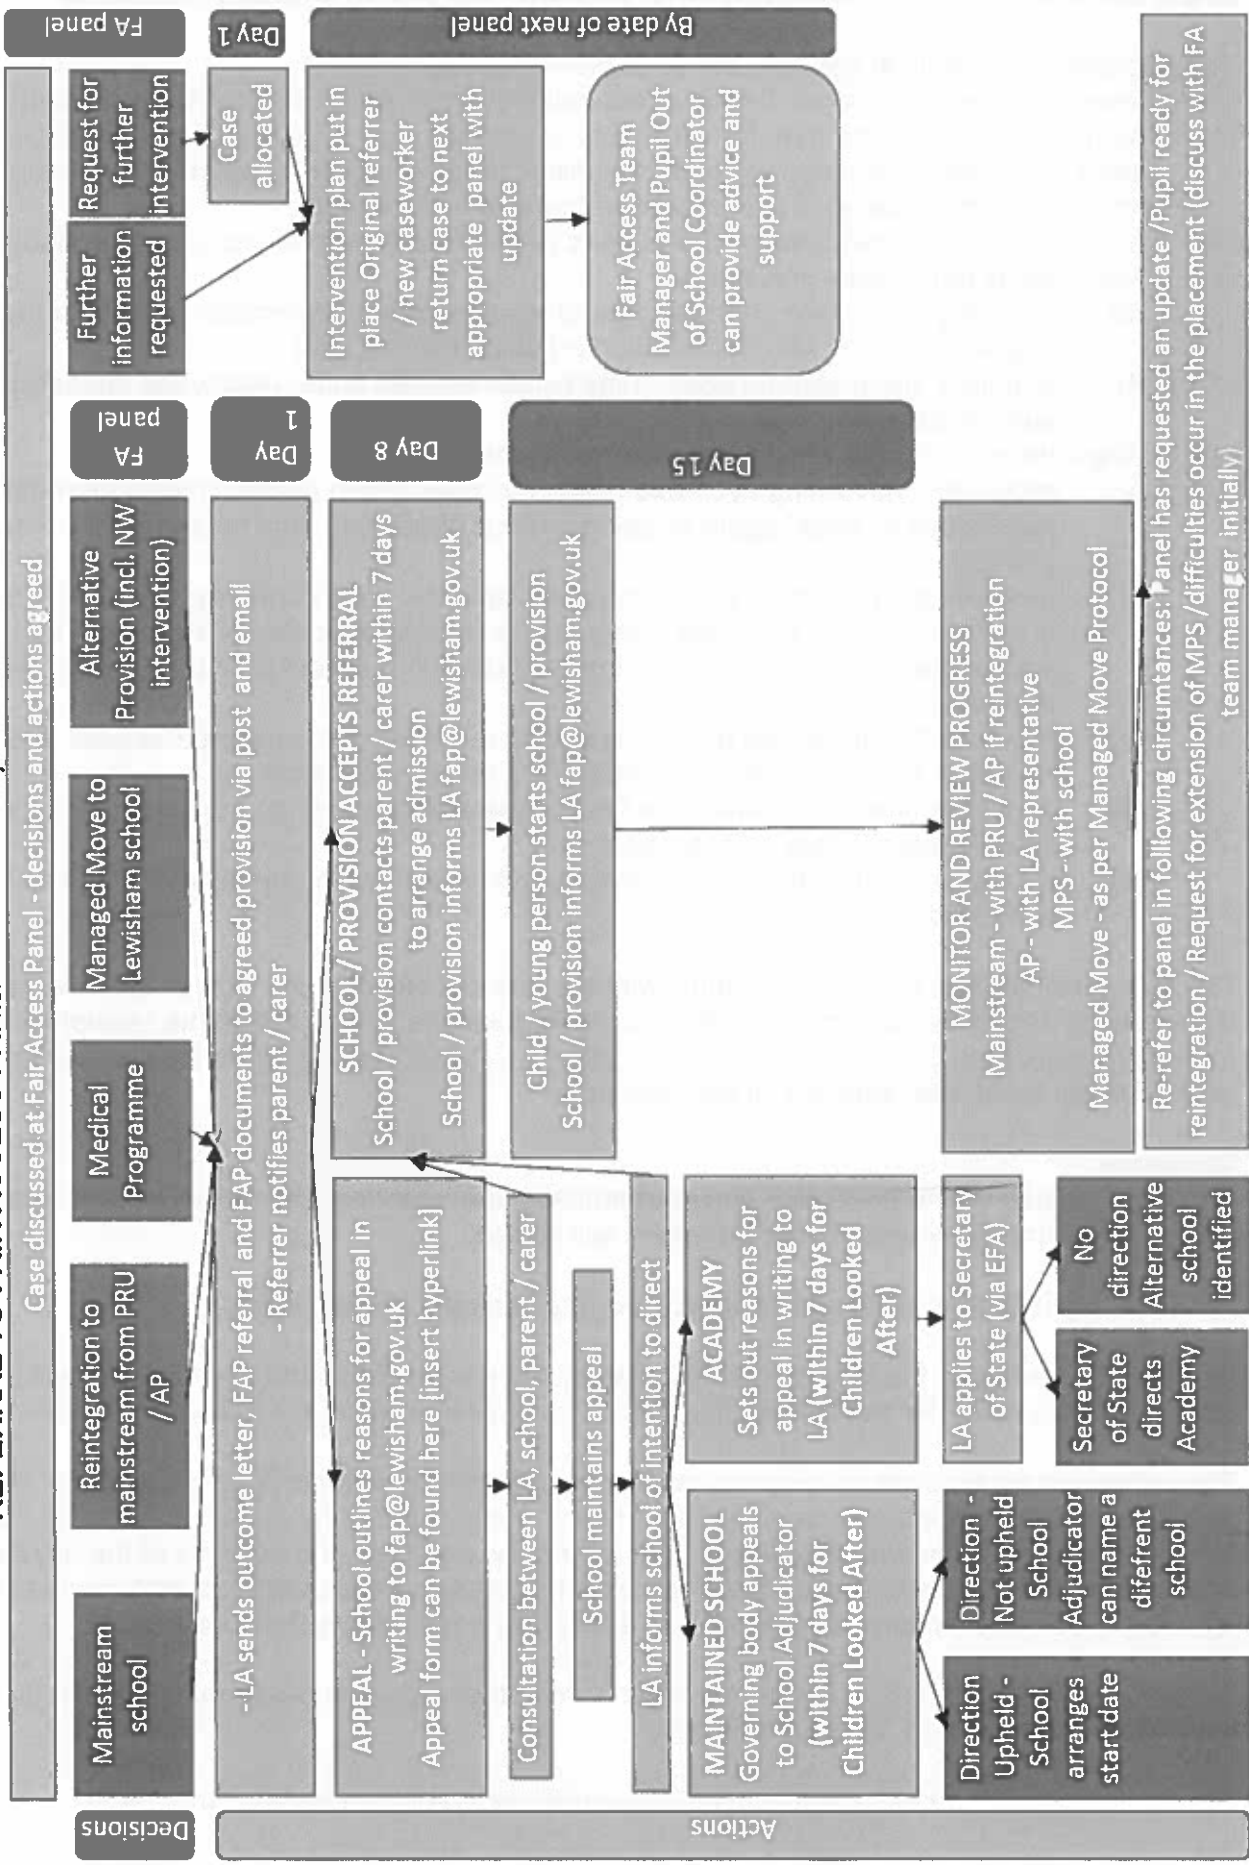 Case discussed at Fair Access Panel - decisions and actions agreed
Decisions
Mainstream
school
Reintegration to
mainstream from PRU
/ AP
Medical
Programme
Managed Move to
Lewisham school
Alternative
Provision (incl. NW
intervention)
FA
panel
Further
information
requested
Request for
further
intervention
FA panel
Actions
- LA sends outcome letter, FAP referral and FAP documents to agreed provision via post and email
- Referrer notifies parent / carer
Day
1
Case
allocated
Day 1
APPEAL - School outlines reasons for appeal in
writing to fap@lewisham.gov.uk
Appeal form can be found here [insert hyperlink]
SCHOOL / PROVISION ACCEPTS REFERRAL
School / provision contacts parent / carer within 7 days
to arrange admission
School / provision informs LA fap@lewisham.gov.uk
Day 8
Intervention plan put in
place Original referrer
/ new caseworker
return case to next
appropriate panel with
update
By date of next panel
Consultation between LA, school, parent / carer
School maintains appeal
Child / young person starts school / provision
School / provision informs LA fap@lewisham.gov.uk
Day 15
Fair Access Team
Manager and Pupil Out
of School Coordinator
can provide advice and
support
LA informs school of intention to direct
MAINTAINED SCHOOL
Governing body appeals
to School Adjudicator
(within 7 days for
Children Looked After)
ACADEMY
Sets out reasons for
appeal in writing to
LA (within 7 days for
Children Looked
After)
LA applies to Secretary
of State (via EFA)
MONITOR AND REVIEW PROGRESS
Mainstream - with PRU / AP if reintegration
AP - with LA representative
MPS -with school
Managed Move - as per Managed Move Protocol
Direction
Upheld -
School
arranges
start date
Direction -
Not upheld
School
Adjudicator
can name a
difefrent
school
Secretary
of State
directs
Academy
No
direction
Alternative
school
identified
Re-refer to panel in following circumtances: Panel has requested an update / Pupil ready for
reintegration / Request for extension of MPS /difficulties occur in the placement (discuss with FA
team manager initially)